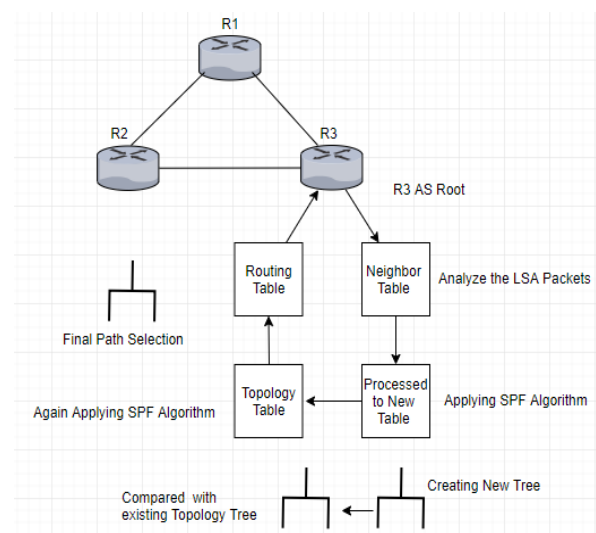 R1
R2
R3
R3 AS Root
Routing
Table
Neighbor
Table
Analyze the LSA Packets
Final Path Selection
Topology
Table
Processed
to New
Table
Applying SPF Algorithm
Again Applying SPF Algorithm
Creating New Tree
Compared with
existing Topology Tree